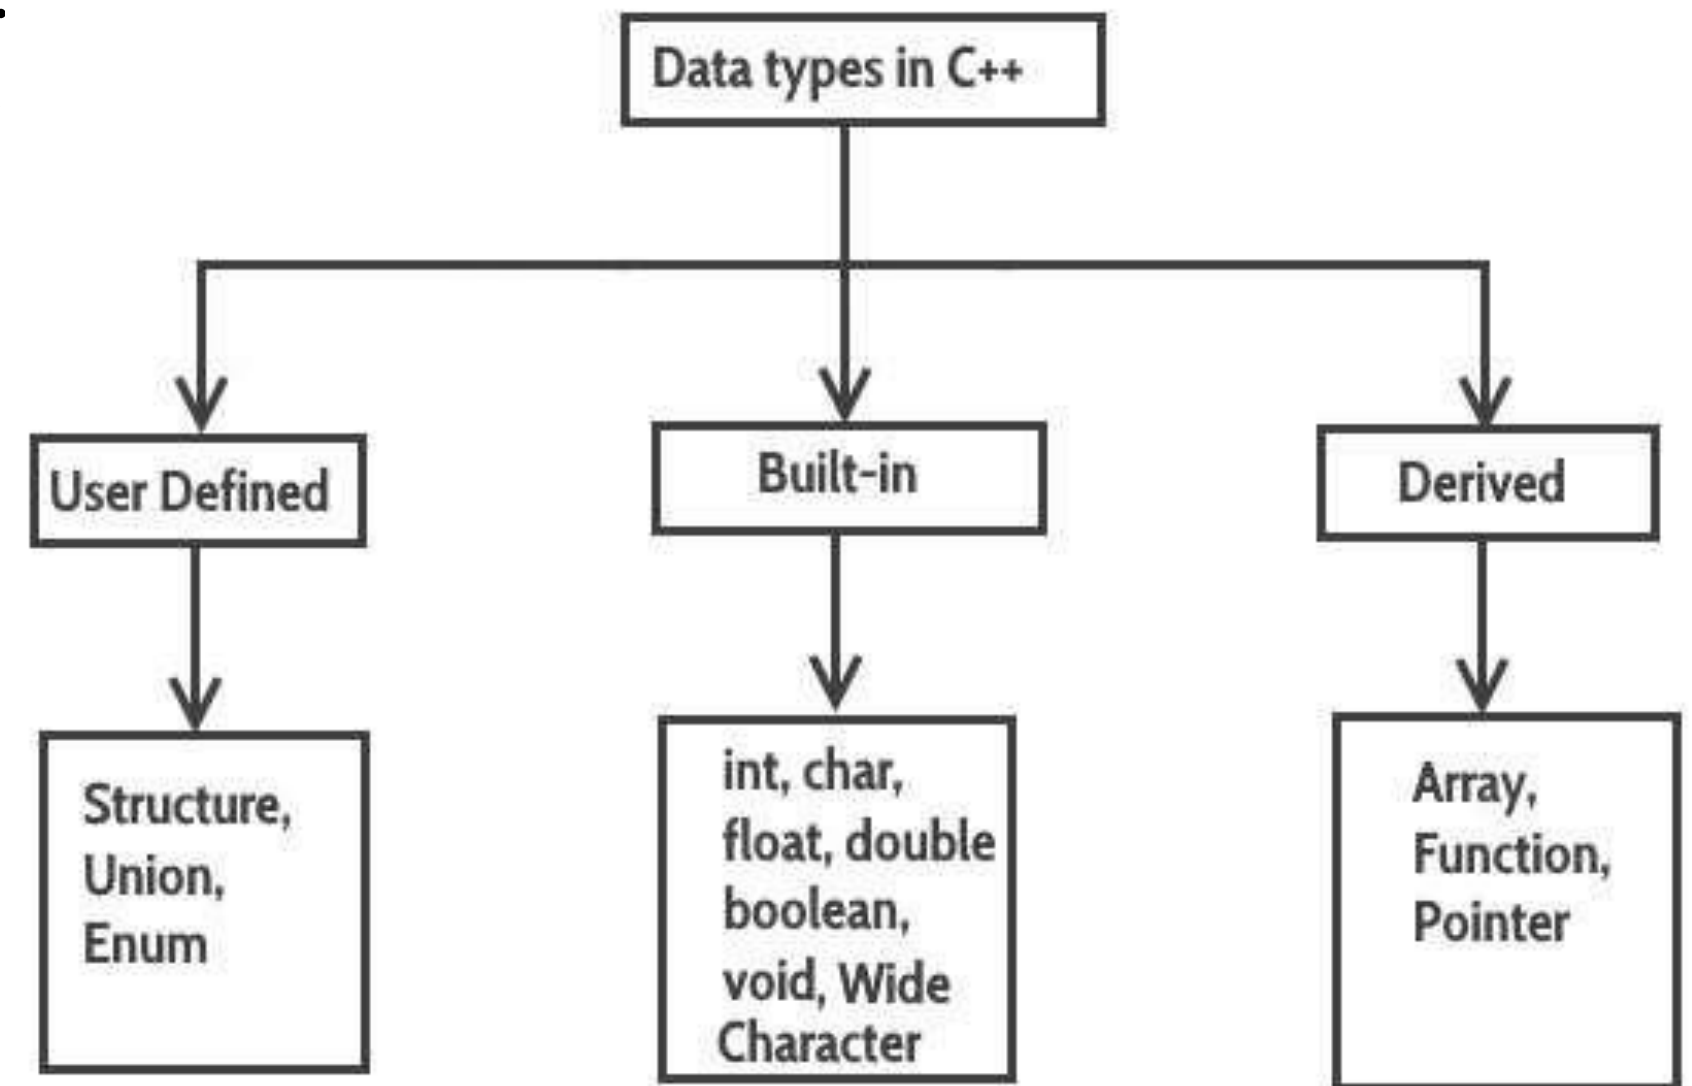 Data types in C++
User Defined
Built-in
Derived
Structure,
Union,
Enum
int, char,
float, double
boolean,
void, Wide
Character
Array,
Function,
Pointer